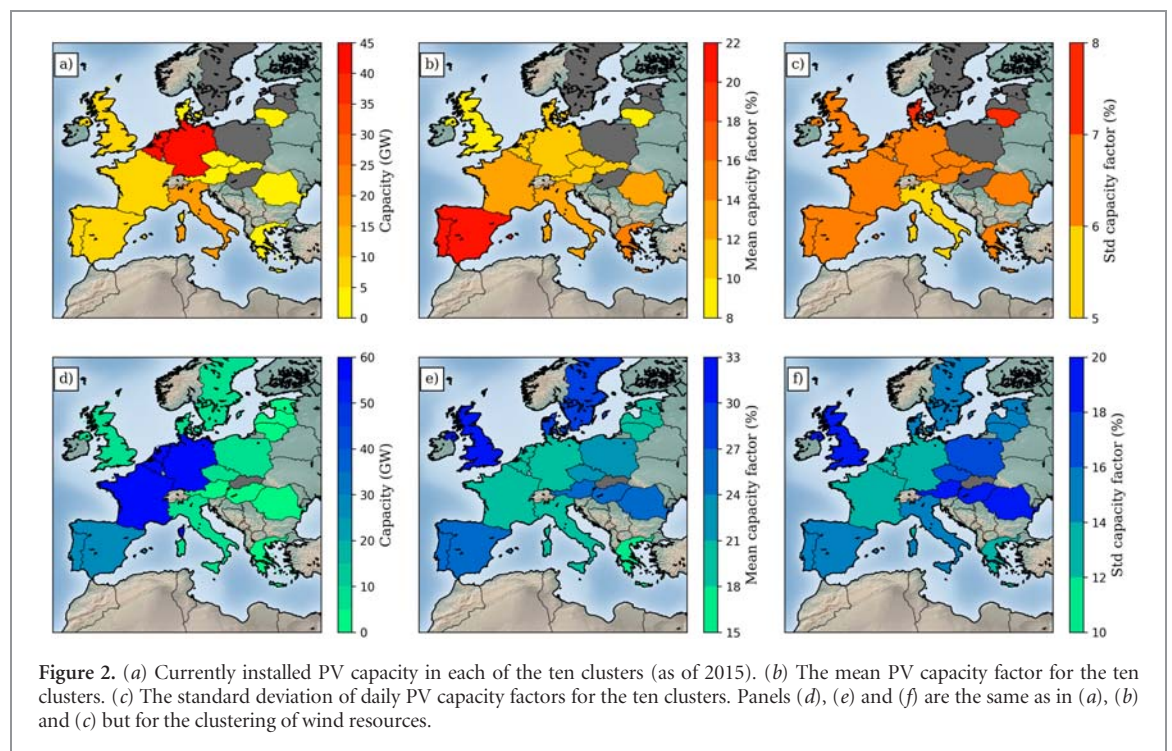 a)
45
40
35
30
25
20
15
10
5
0
Capacity (GW)
b)
22
20
18
16
14
12
10
8
Mean capacity factor (%)
c)
8
7
6
5
Std capacity factor (%)
d)
60
50
40
30
20
10
0
Capacity (GW)
e)
33
30
27
24
21
18
15
Mean capacity factor (%)
f)
20
18
16
14
12
10
Std capacity factor (%)
Figure 2. (a) Currently installed PV capacity in each of the ten clusters (as of 2015). (b) The mean PV capacity factor for the ten
clusters. (c) The standard deviation of daily PV capacity factors for the ten clusters. Panels (d), (e) and (f) are the same as in (a), (b)
and (c) but for the clustering of wind resources.